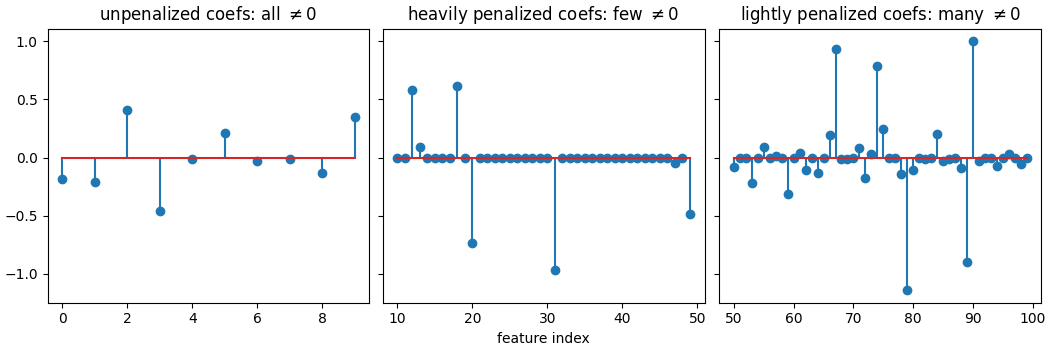 unpenalized coefs: all ≠0
heavily penalized coefs: few ≠0
lightly penalized coefs: many ≠0
1.0
0.5
0.0
−0.5
−1.0
0 2 4 6 8
10 20 30 40 50
50 60 70 80 90 100
feature index